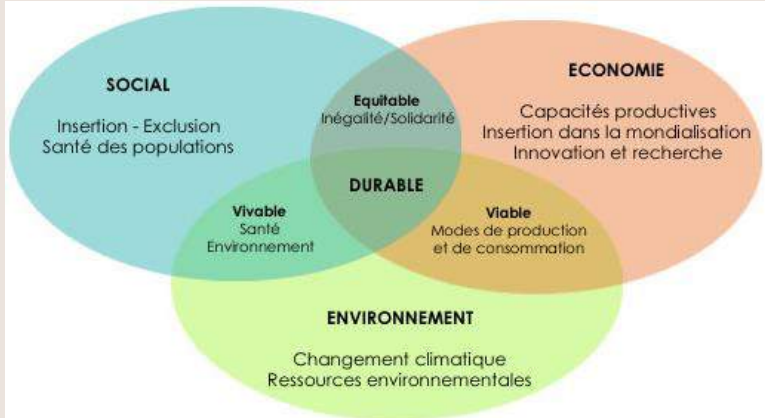 SOCIAL
Insertion - Exclusion
Santé des populations
Equitable
Inégalité/Solidarité
ECONOMIE
Capacités productives
Insertion dans la mondialisation
Innovation et recherche
DURABLE
Vivable
Santé
Environnement
Viable
Modes de production
et de consommation
ENVIRONNEMENT
Changement climatique
Ressources environnementales